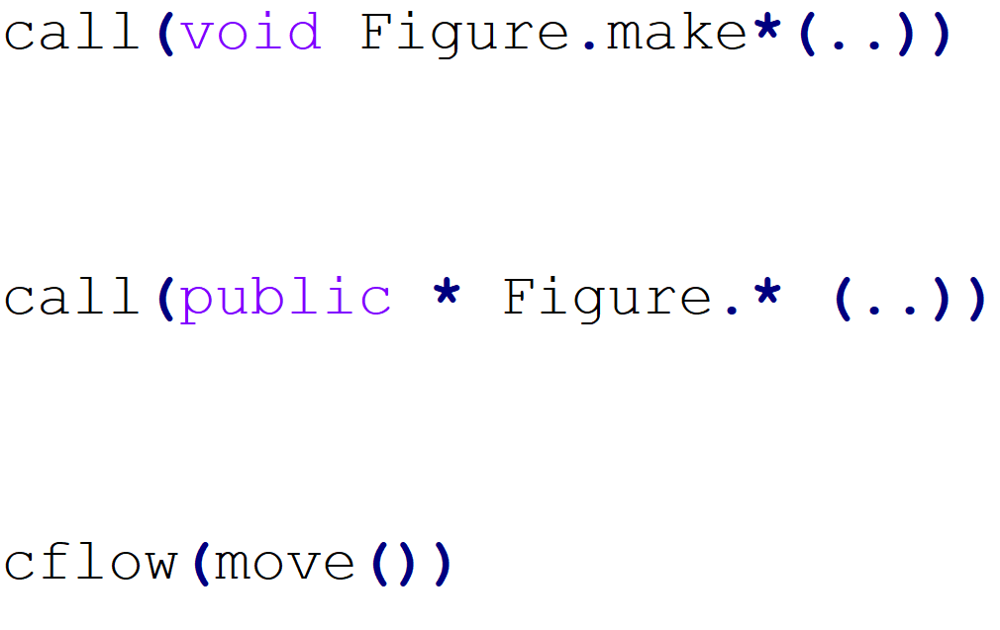 call(void Figure.make*(..))
call(public * Figure.* (..))
cflow(move())